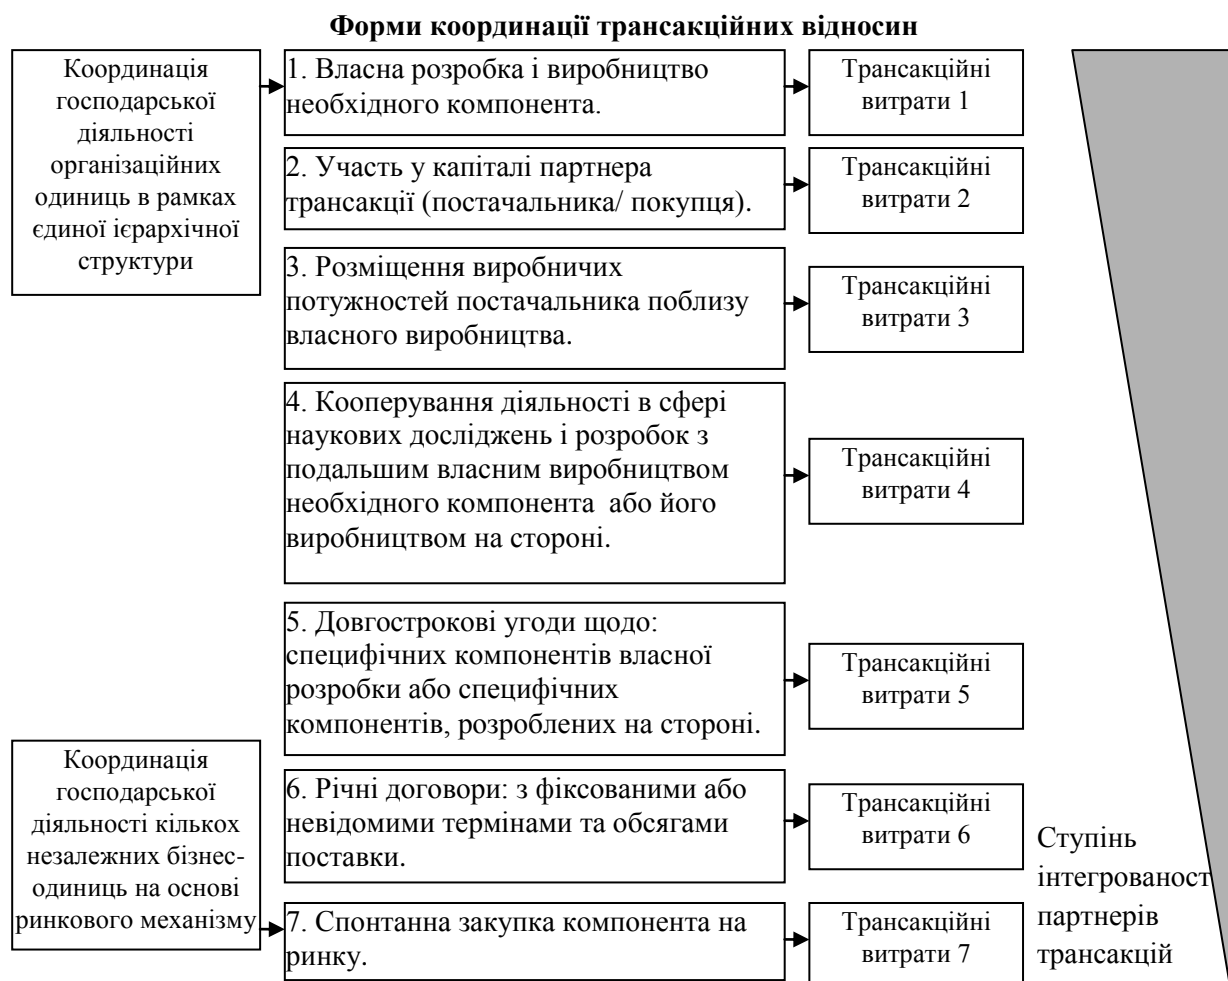 Форми координації трансакційних відносин
Координація
господарської
діяльності
організаційних
одиниць в рамках
єдиної ієрархічної
структури
1. Власна розробка і виробництво
необхідного компонента.
Трансакційні
витрати 1
2. Участь у капіталі партнера
трансакції (постачальника/ покупця).
Трансакційні
витрати 2
3. Розміщення виробничих
потужностей постачальника поблизу
власного виробництва.
Трансакційні
витрати 3
4. Кооперування діяльності в сфері
наукових досліджень і розробок з
подальшим власним виробництвом
необхідного компонента або його
виробництвом на стороні.
Трансакційні
витрати 4
5. Довгострокові угоди щодо:
специфічних компонентів власної
розробки або специфічних
компонентів, розроблених на стороні.
Трансакційні
витрати 5
Координація
господарської
діяльності кількох
незалежних бізнес-
одиниць на основі
ринкового механізму
6. Річні договори: з фіксованими або
невідомими термінами та обсягами
поставки.
Трансакційні
витрати 6
7. Спонтанна закупка компонента на
ринку.
Трансакційні
витрати 7
Ступінь
інтегрованост
партнерів
трансакцій